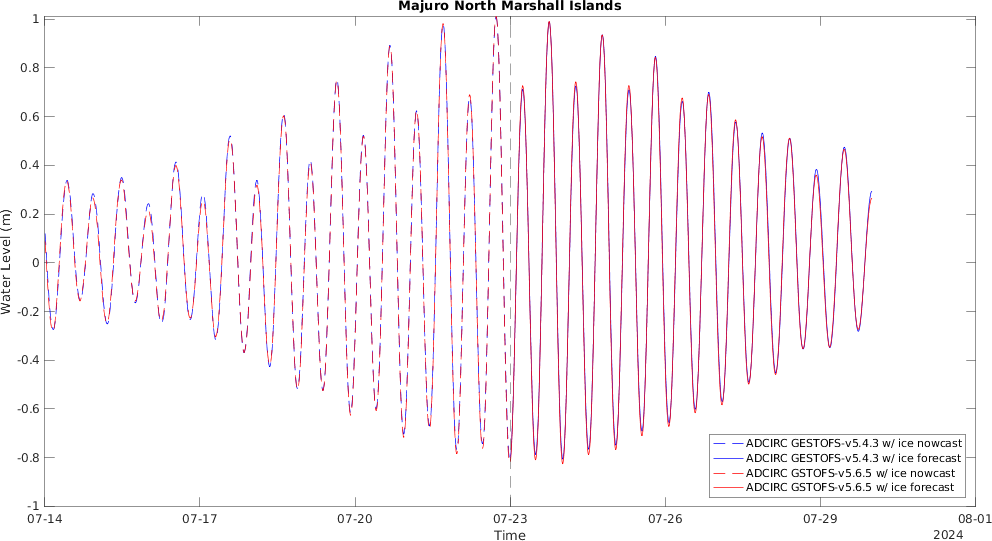 Majuro North Marshall Islands
1
0.8
0.6
0.4
0.2
0
-0.2
-0.4
-0.6
-0.8
-1
Water Level (m)
07-14
07-17
07-20
07-23
07-26
07-29
08-01
Time
2024
ADCIRC GESTOFS-v5.4.3 w/ ice nowcast
ADCIRC GESTOFS-v5.4.3 w/ ice forecast
ADCIRC GSTOFS-v5.6.5 w/ ice nowcast
ADCIRC GSTOFS-v5.6.5 w/ ice forecast